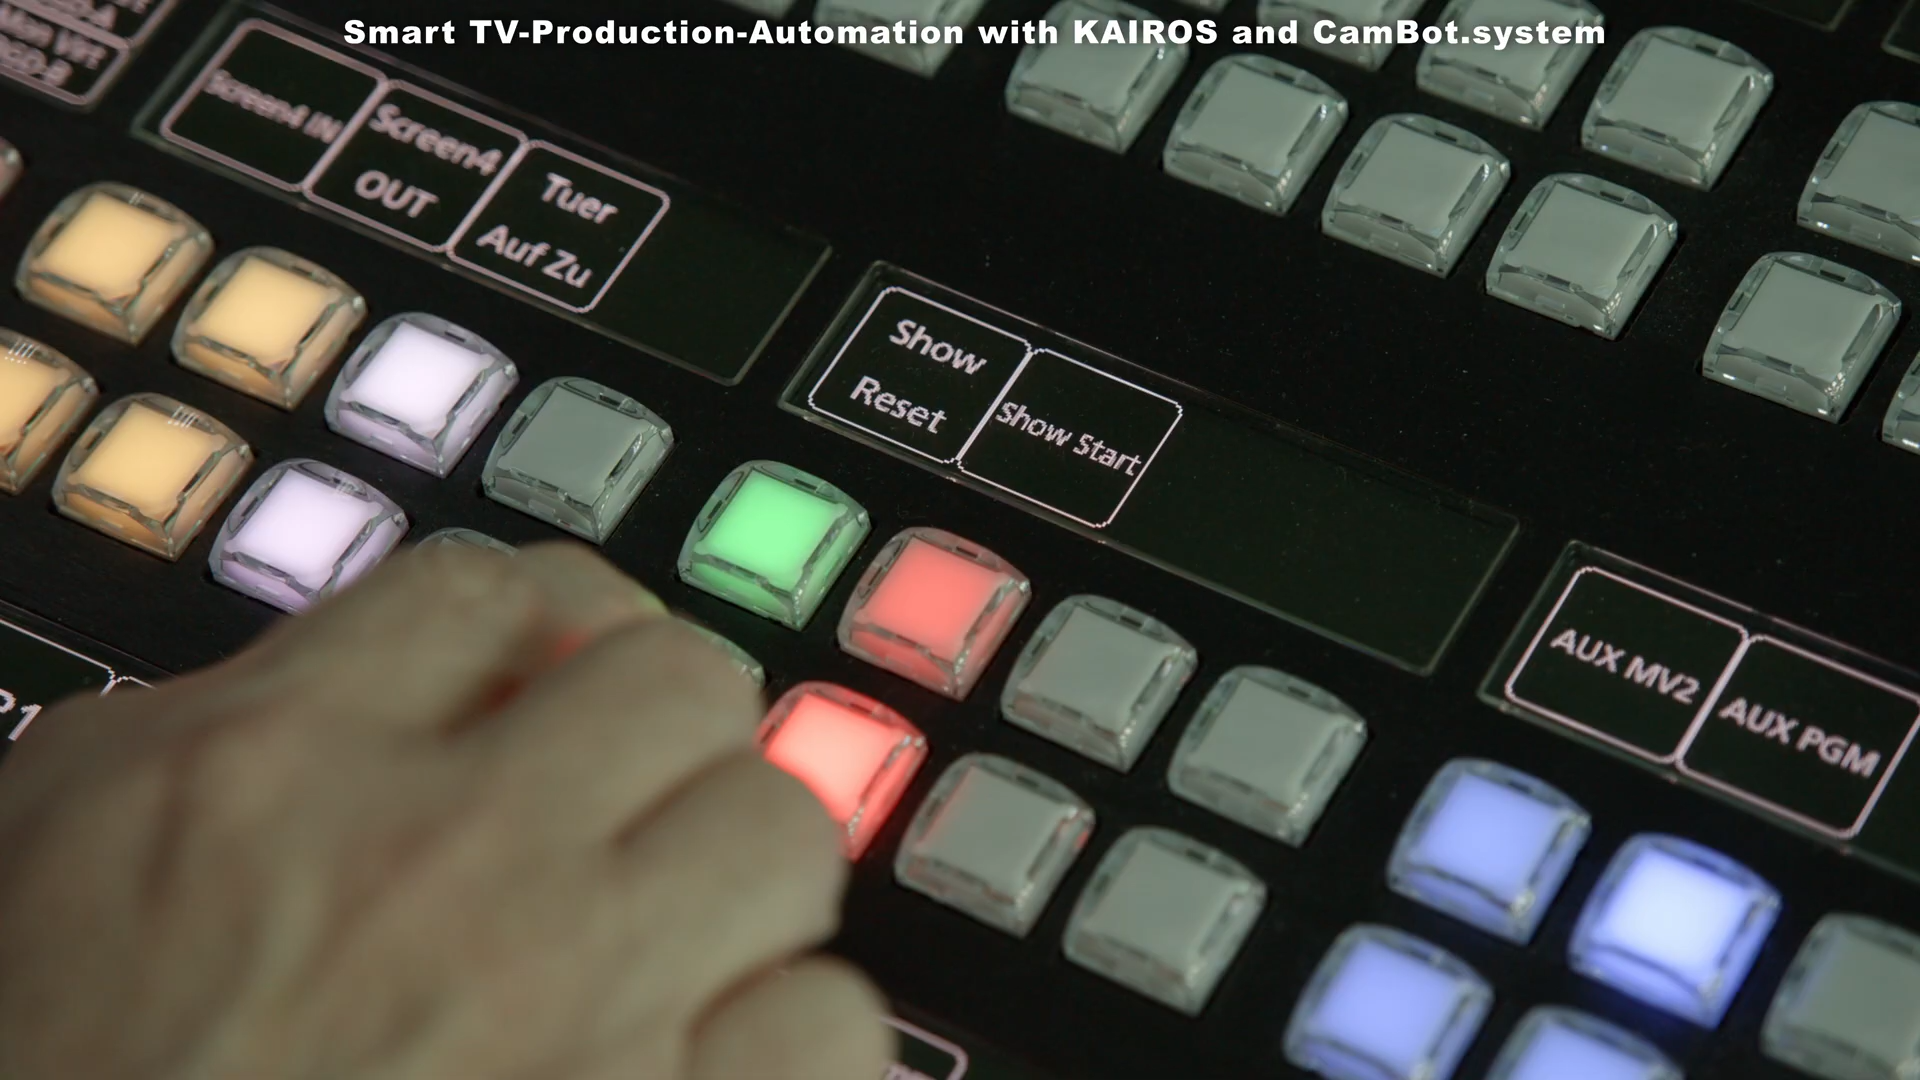 Smart TV-Production-Automation with KAIROS and CamBot.system
Screen4 IN
Screen4
OUT
Tuer
Auf Zu
Show
Reset
Show Start
AUX MV2
AUX PGM
P1